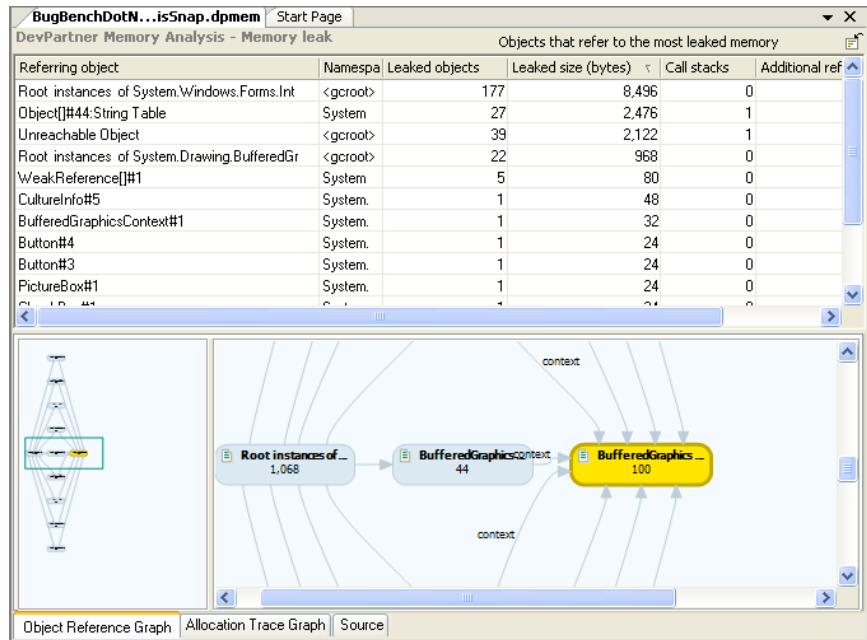 BugBenchDotN...isSnap.dpmem Start Page
DevPartner Memory Analysis - Memory leak
Objects that refer to the most leaked memory
Referring object Namespa Leaked objects Leaked size (bytes) Call stacks Additional ref
Root instances of System.Windows.Forms.Int <gcroot> 177 8,496 0
Object[]#44:String Table System 27 2,476 1
Unreachable Object <gcroot> 39 2,122 1
Root instances of System.Drawing.BufferedGr <gcroot> 22 968 0
WeakReference[]#1 System 5 80 0
CultureInfo#5 System. 1 48 0
BufferedGraphicsContext#1 System. 1 32 0
Button#4 System. 1 24 0
Button#3 System. 1 24 0
PictureBox#1 System. 1 24 0
context
Root instances of ... 1,068
BufferedGraphics... 44
context
BufferedGraphics ... 100
context
Object Reference Graph Allocation Trace Graph Source